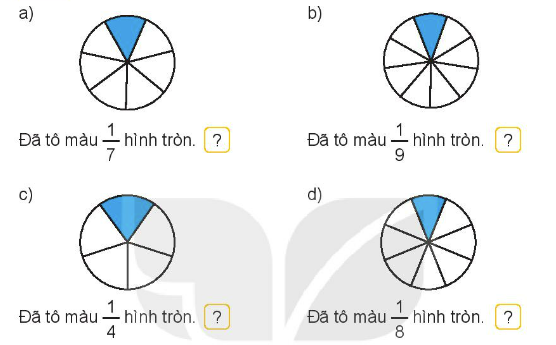 a)
b)
Đã tô màu 1/7 hình tròn. ?
Đã tô màu 1/9 hình tròn. ?
c)
d)
Đã tô màu 1/4 hình tròn. ?
Đã tô màu 1/8 hình tròn. ?